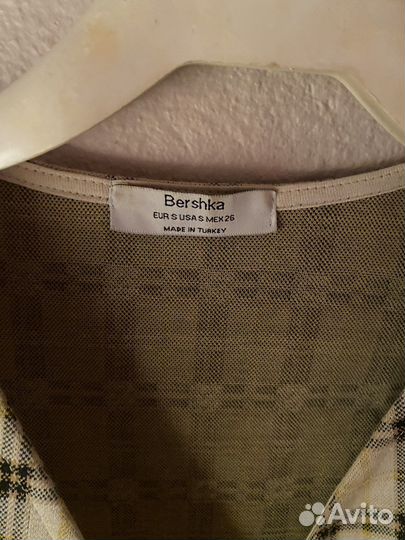 Bershka
EUR S USA S MEX 26
MADE IN TURKEY
Avito